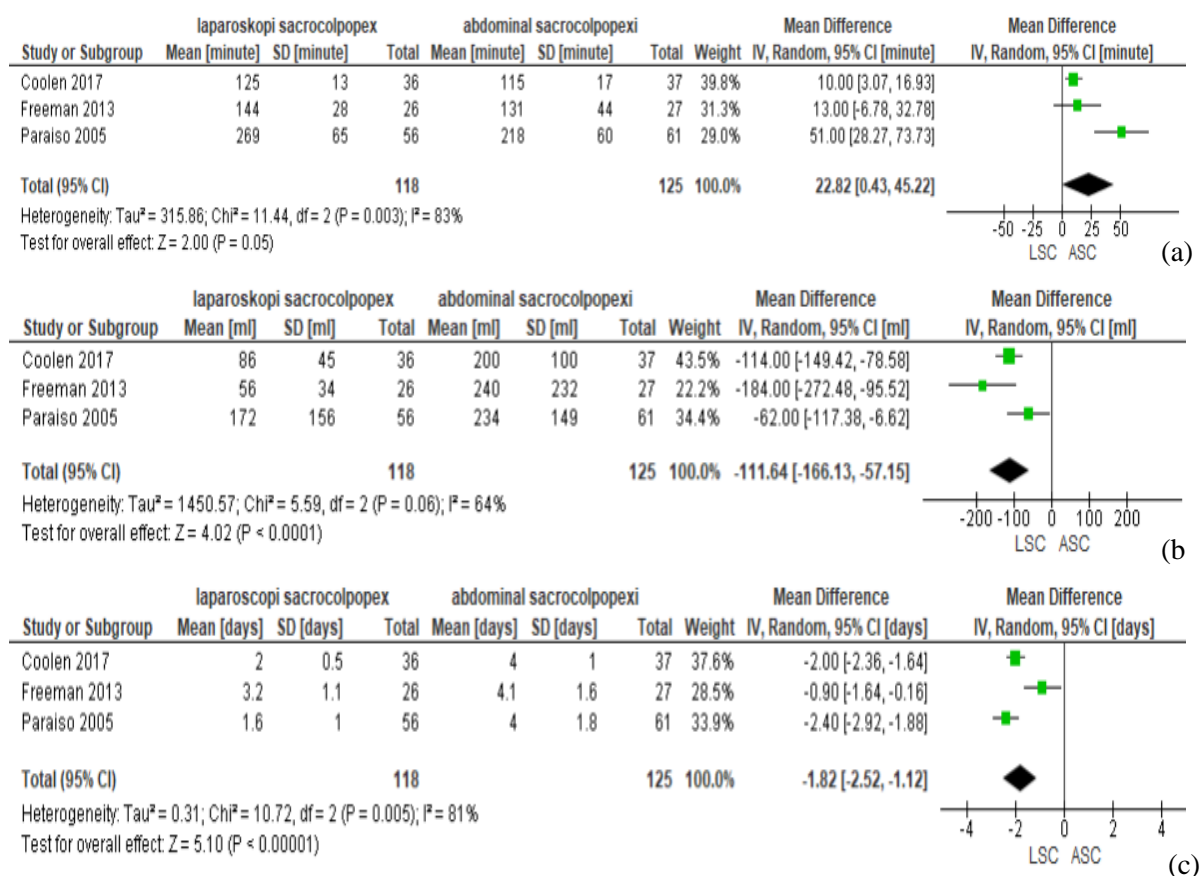 laparoskopi sacrocolpopex abdominal sacrocolpopexi Mean Difference Mean Difference
Study or Subgroup Mean [minute] SD [minute] Total Mean [minute] SD [minute] Total Weight IV, Random, 95% CI [minute] IV, Random, 95% CI [minute]
Coolen 2017 125 13 36 115 17 37 39.8% 10.00 [3.07, 16.93]
Freeman 2013 144 28 26 131 44 27 31.3% 13.00 [-6.78, 32.78]
Paraiso 2005 269 65 56 218 60 61 29.0% 51.00 [28.27, 73.73]
Total (95% CI) 118 125 100.0% 22.82 [0.43, 45.22]
Heterogeneity: Tau² = 315.86; Chi² = 11.44, df = 2 (P = 0.003); I² = 83%
Test for overall effect: Z = 2.00 (P = 0.05)
-50 -25 0 25 50
LSC ASC
(a)
laparoskopi sacrocolpopex abdominal sacrocolpopexi Mean Difference Mean Difference
Study or Subgroup Mean [ml] SD [ml] Total Mean [ml] SD [ml] Total Weight IV, Random, 95% CI [ml] IV, Random, 95% CI [ml]
Coolen 2017 86 45 36 200 100 37 43.5% -114.00 [-149.42, -78.58]
Freeman 2013 56 34 26 240 232 27 22.2% -184.00 [-272.48, -95.52]
Paraiso 2005 172 156 56 234 149 61 34.4% -62.00 [-117.38, -6.62]
Total (95% CI) 118 125 100.0% -111.64 [-166.13, -57.15]
Heterogeneity: Tau² = 1450.57; Chi² = 5.59, df = 2 (P = 0.06); I² = 64%
Test for overall effect: Z = 4.02 (P < 0.0001)
-200 -100 0 100 200
LSC ASC
(b
laparoscopi sacrocolpopex abdominal sacrocolpopexi Mean Difference Mean Difference
Study or Subgroup Mean [days] SD [days] Total Mean [days] SD [days] Total Weight IV, Random, 95% CI [days] IV, Random, 95% CI [days]
Coolen 2017 2 0.5 36 4 1 37 37.6% -2.00 [-2.36, -1.64]
Freeman 2013 3.2 1.1 26 4.1 1.6 27 28.5% -0.90 [-1.64, -0.16]
Paraiso 2005 1.6 1 56 4 1.8 61 33.9% -2.40 [-2.92, -1.88]
Total (95% CI) 118 125 100.0% -1.82 [-2.52, -1.12]
Heterogeneity: Tau² = 0.31; Chi² = 10.72, df = 2 (P = 0.005); I² = 81%
Test for overall effect: Z = 5.10 (P < 0.00001)
-4 -2 0 2 4
LSC ASC
(c)